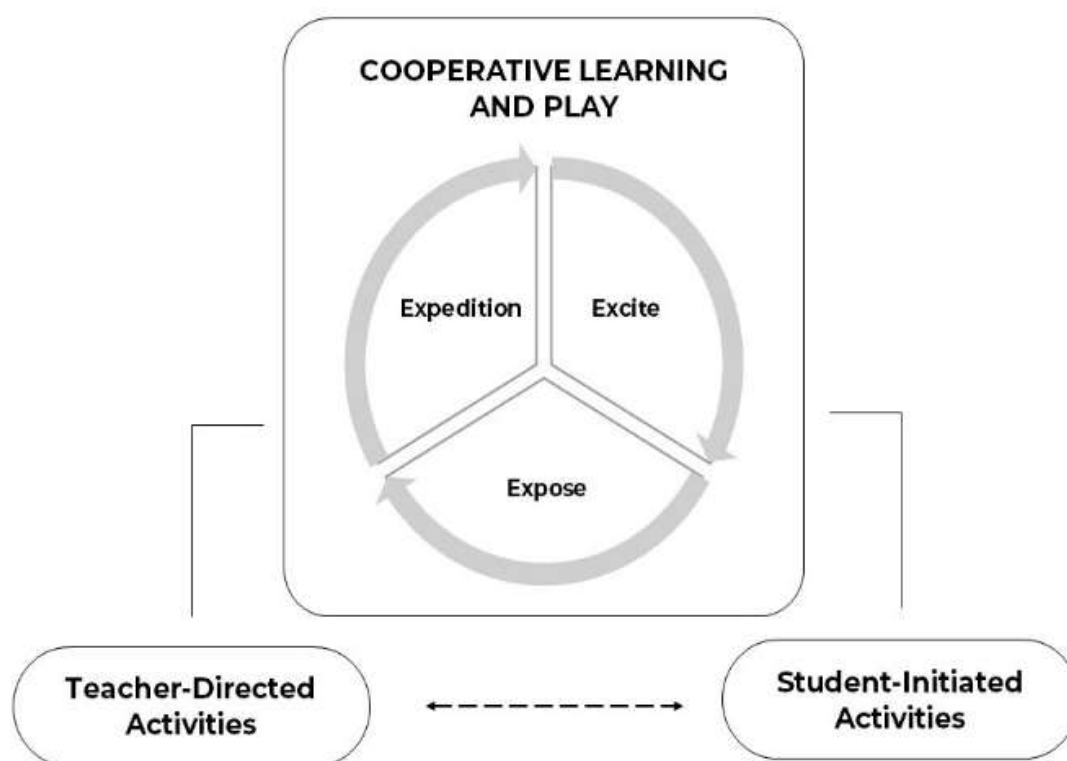 COOPERATIVE LEARNING
AND PLAY
Expedition
Excite
Expose
Teacher-Directed
Activities
Student-Initiated
Activities